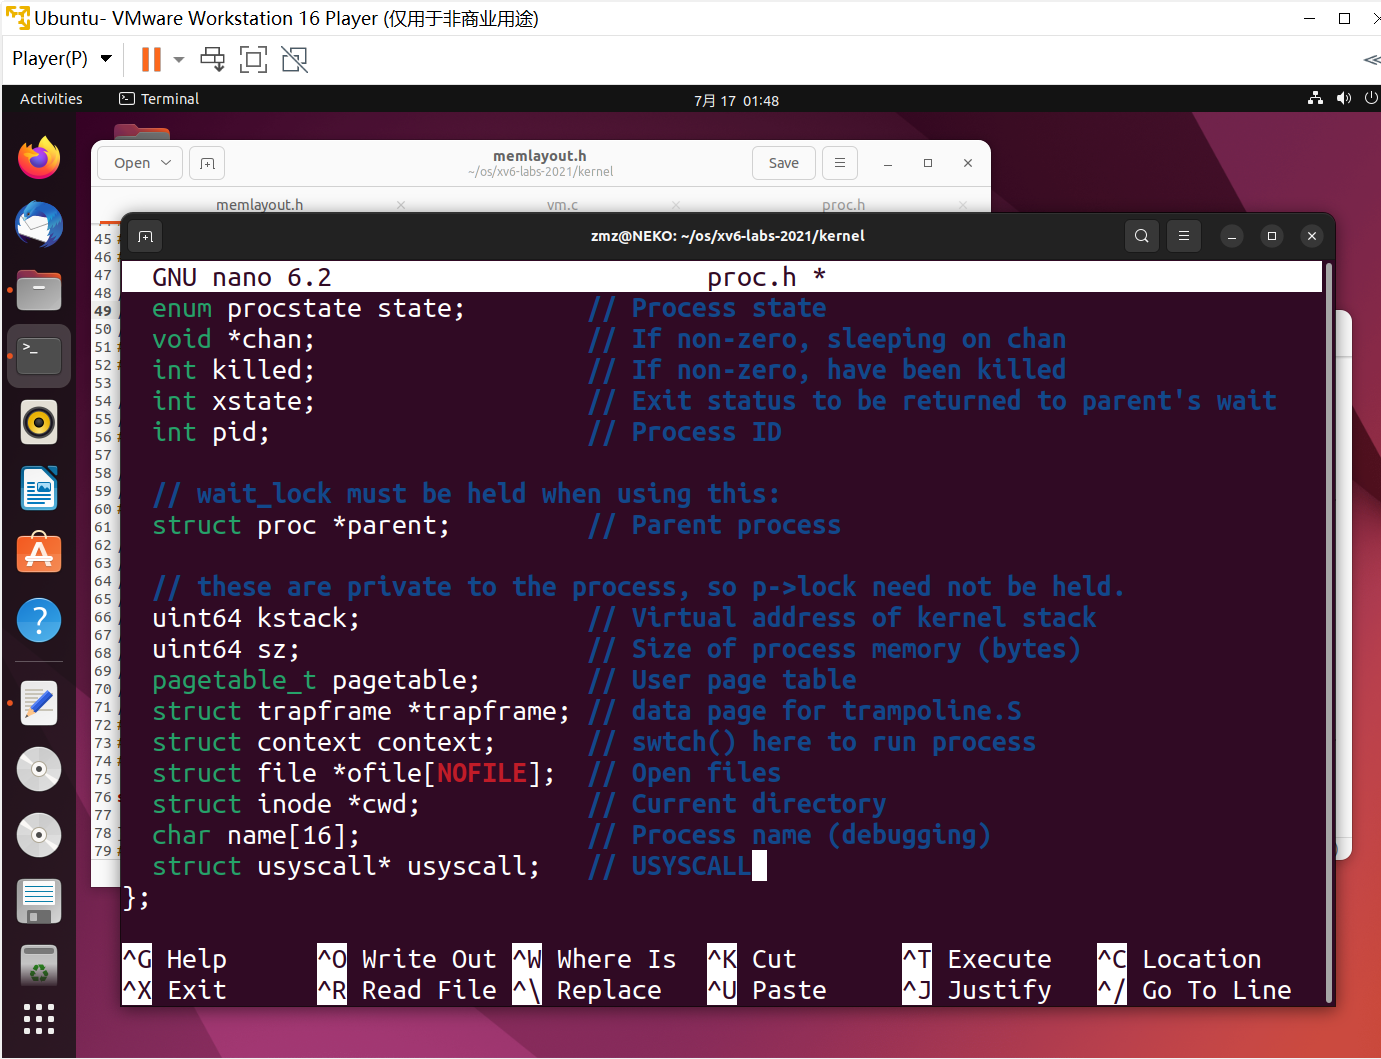 Ubuntu- VMware Workstation 16 Player (仅用于非商业用途)
Player(P)
Activities
Terminal
7月 17 01:48
Open
memlayout.h
~/os/xv6-labs-2021/kernel
Save
memlayout.h
vm.c
proc.h
zmz@NEKO: ~/os/xv6-labs-2021/kernel
45 #
46 #
47
48 /
49 /
50 /
51 #
52 #
53
54 /
55 /
56 #
57
58 /
59 /
60 #
61
62 /
63 /
64 /
65 /
66 /
67 /
68 /
69 /
70 /
71 /
72 #
73 #
74 #
75
76 s
77
78 }
79 #
GNU nano 6.2 proc.h *
enum procstate state; // Process state
void *chan; // If non-zero, sleeping on chan
int killed; // If non-zero, have been killed
int xstate; // Exit status to be returned to parent's wait
int pid; // Process ID
// wait_lock must be held when using this:
struct proc *parent; // Parent process
// these are private to the process, so p->lock need not be held.
uint64 kstack; // Virtual address of kernel stack
uint64 sz; // Size of process memory (bytes)
pagetable_t pagetable; // User page table
struct trapframe *trapframe; // data page for trampoline.S
struct context context; // swtch() here to run process
struct file *ofile[NOFILE]; // Open files
struct inode *cwd; // Current directory
char name[16]; // Process name (debugging)
struct usyscall* usyscall; // USYSCALL
};
^G Help ^O Write Out ^W Where Is ^K Cut ^T Execute ^C Location
^X Exit ^R Read File ^\ Replace ^U Paste ^J Justify ^/ Go To Line